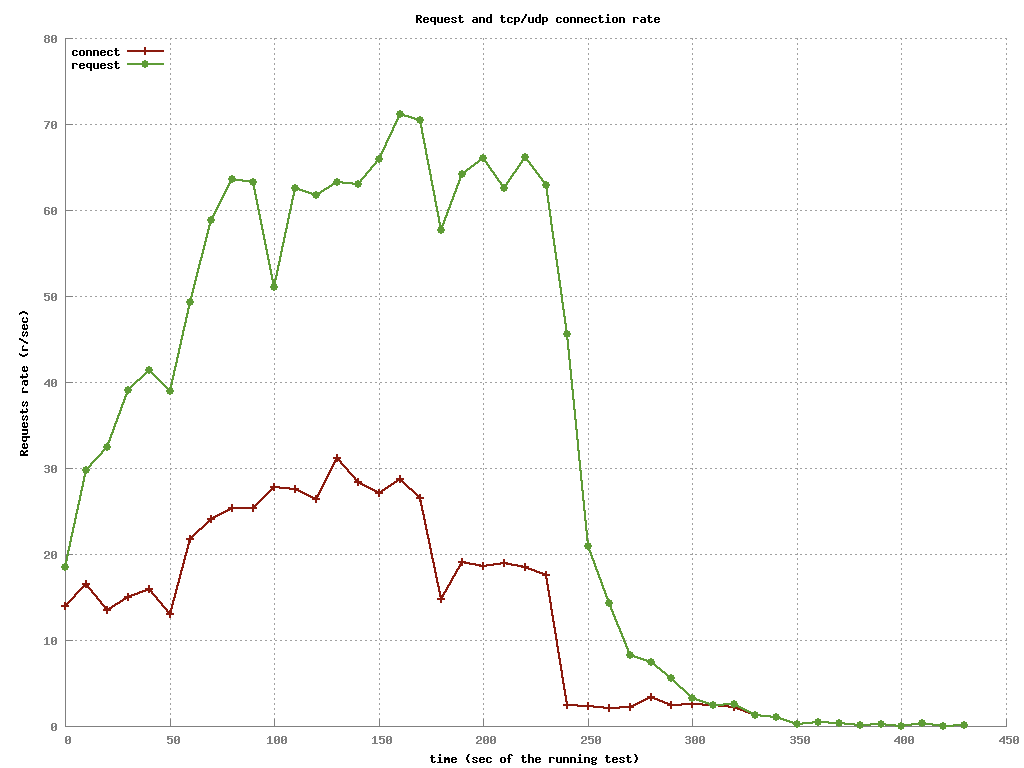 Request and tcp/udp connection rate
80
connect
request
70
60
50
40
30
20
10
0
Requests rate (r/sec)
0 50 100 150 200 250 300 350 400 450
time (sec of the running test)